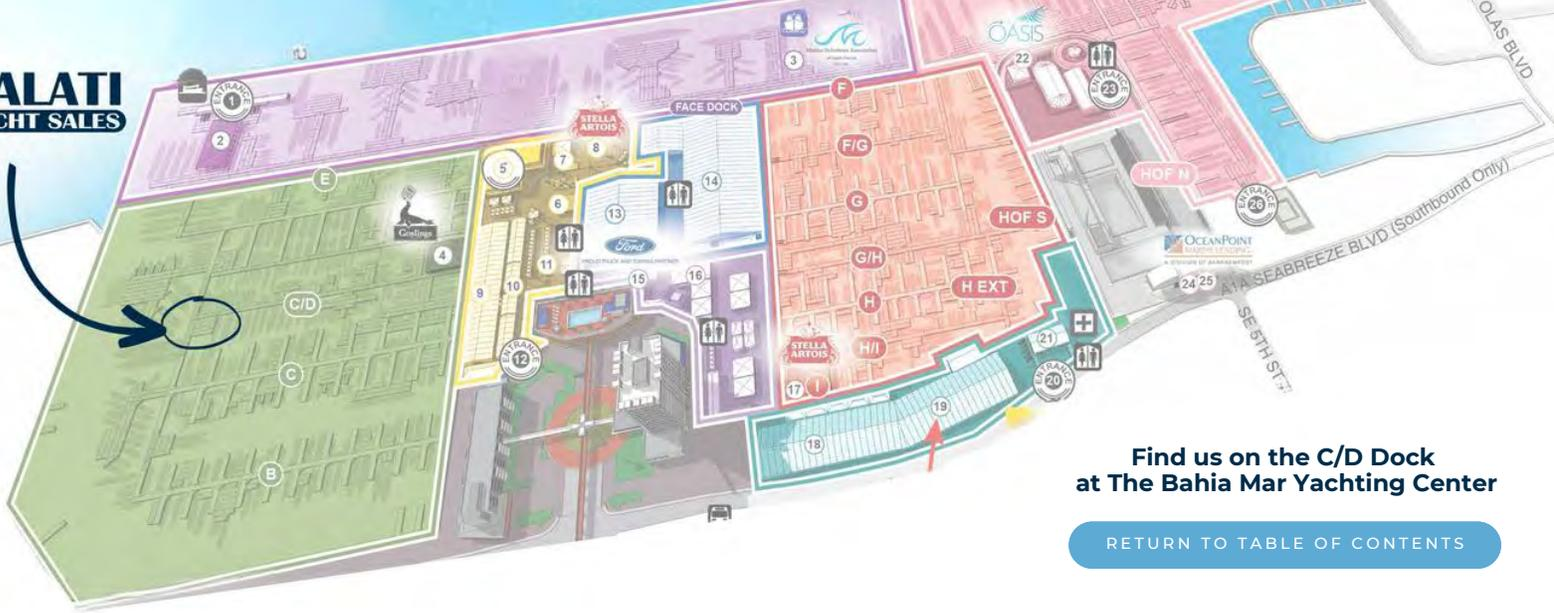 ALATI
CHT SALES
ENTRANCE
1
2
3
OASIS
22
ENTRANCE
23
OLAS BLVD
FACE DOCK
F
STELLA
ARTOIS
5
7
8
E
F/G
14
6
13
G
HOF S
HOF N
ENTRANCE
26
Goslings
4
Ford
OCEANPOINT
9
10
11
15
16
G/H
24
25
A1A SEABREEZE BLVD (Southbound Only)
C/D
H
H EXT
SE 5TH ST.
ENTRANCE
12
STELLA
ARTOIS
H/I
21
C
17
I
ENTRANCE
20
19
18
B
Find us on the C/D Dock
at The Bahia Mar Yachting Center
RETURN TO TABLE OF CONTENTS